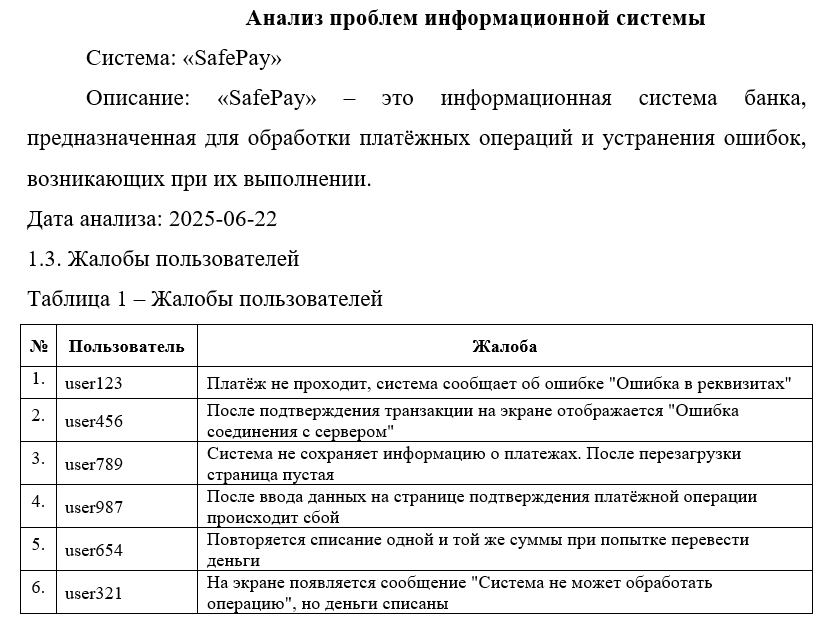 Анализ проблем информационной системы
Система: «SafePay»
Описание: «SafePay» – это информационная система банка,
предназначенная для обработки платёжных операций и устранения ошибок,
возникающих при их выполнении.
Дата анализа: 2025-06-22
1.3. Жалобы пользователей
Таблица 1 – Жалобы пользователей
№ Пользователь Жалоба
1. user123 Платёж не проходит, система сообщает об ошибке "Ошибка в реквизитах"
2. user456 После подтверждения транзакции на экране отображается "Ошибка
соединения с сервером"
3. user789 Система не сохраняет информацию о платежах. После перезагрузки
страница пустая
4. user987 После ввода данных на странице подтверждения платёжной операции
происходит сбой
5. user654 Повторяется списание одной и той же суммы при попытке перевести
деньги
6. user321 На экране появляется сообщение "Система не может обработать
операцию", но деньги списаны